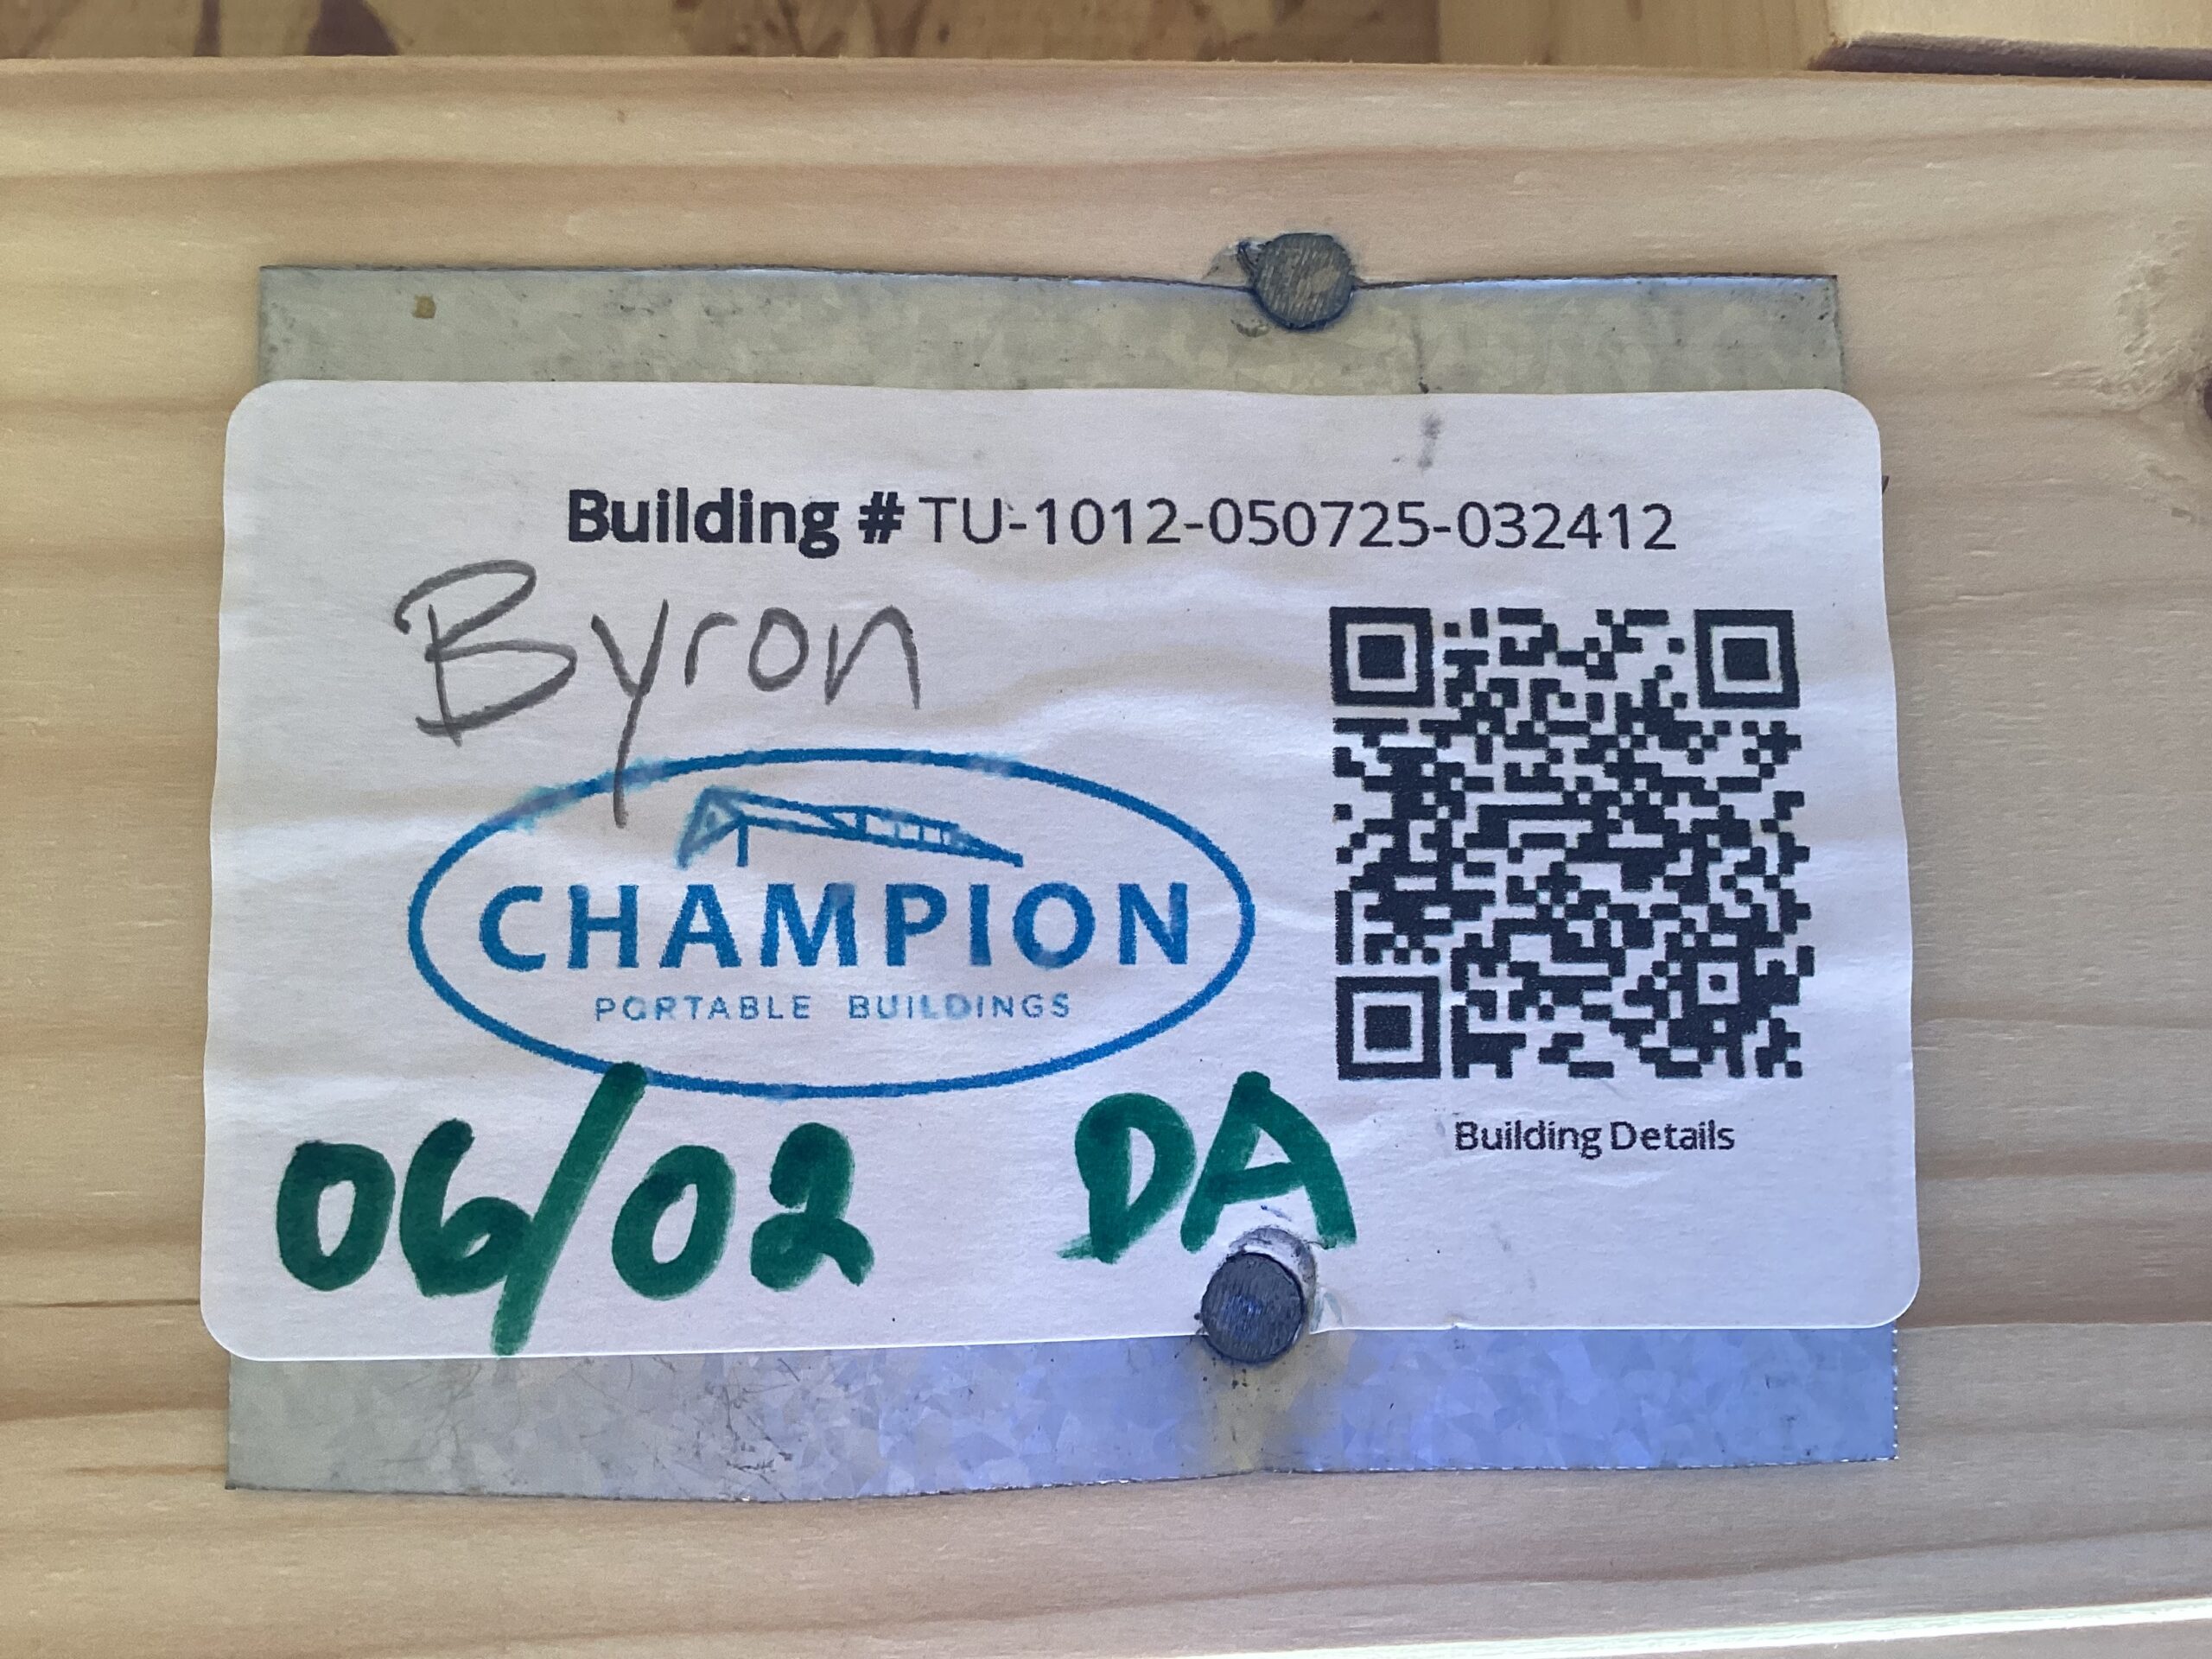 Building # TU-1012-050725-032412
Byron
CHAMPION
PORTABLE BUILDINGS
Building Details
06/02 DA